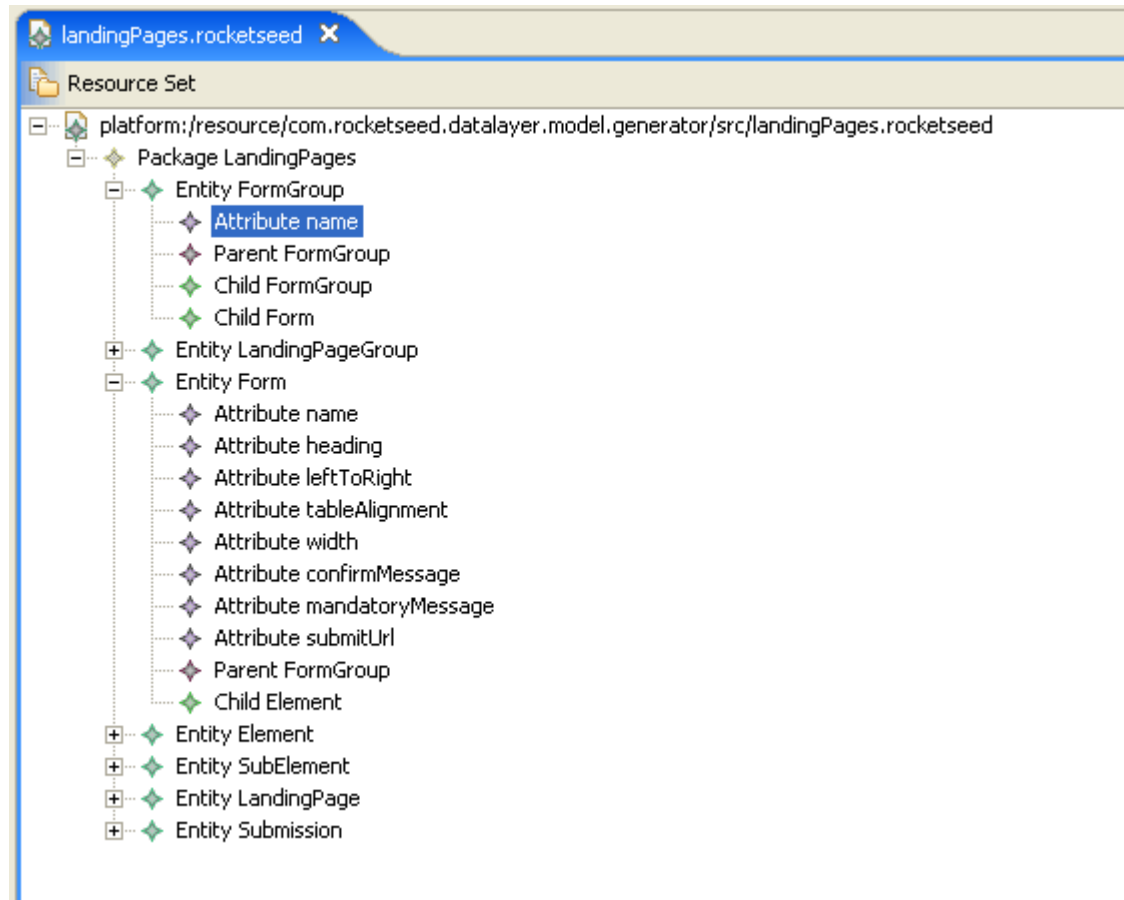 landingPages.rocketseed
Resource Set
platform:/resource/com.rocketseed.datalayer.model.generator/src/landingPages.rocketseed
Package LandingPages
Entity FormGroup
Attribute name
Parent FormGroup
Child FormGroup
Child Form
Entity LandingPageGroup
Entity Form
Attribute name
Attribute heading
Attribute leftToRight
Attribute tableAlignment
Attribute width
Attribute confirmMessage
Attribute mandatoryMessage
Attribute submitUrl
Parent FormGroup
Child Element
Entity Element
Entity SubElement
Entity LandingPage
Entity Submission